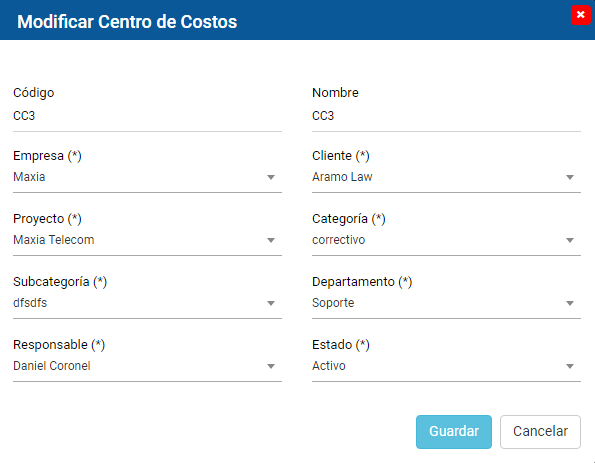 Modificar Centro de Costos
Código
Nombre
CC3
CC3
Empresa (*)
Cliente (*)
Maxia
Aramo Law
Proyecto (*)
Categoría (*)
Maxia Telecom
correctivo
Subcategoría (*)
Departamento (*)
dfsdfs
Soporte
Responsable (*)
Estado (*)
Daniel Coronel
Activo
Guardar
Cancelar